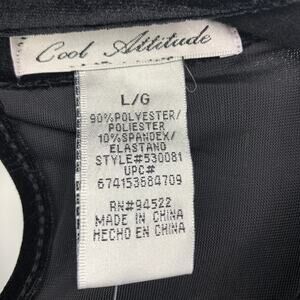 Cool Attitude
L/G
90%POLYESTER/
POLIESTER
10%SPANDEX/
ELASTANO
STYLE#530081
UPC#
674153684709
RN#94522
MADE IN CHINA
HECHO EN CHINA